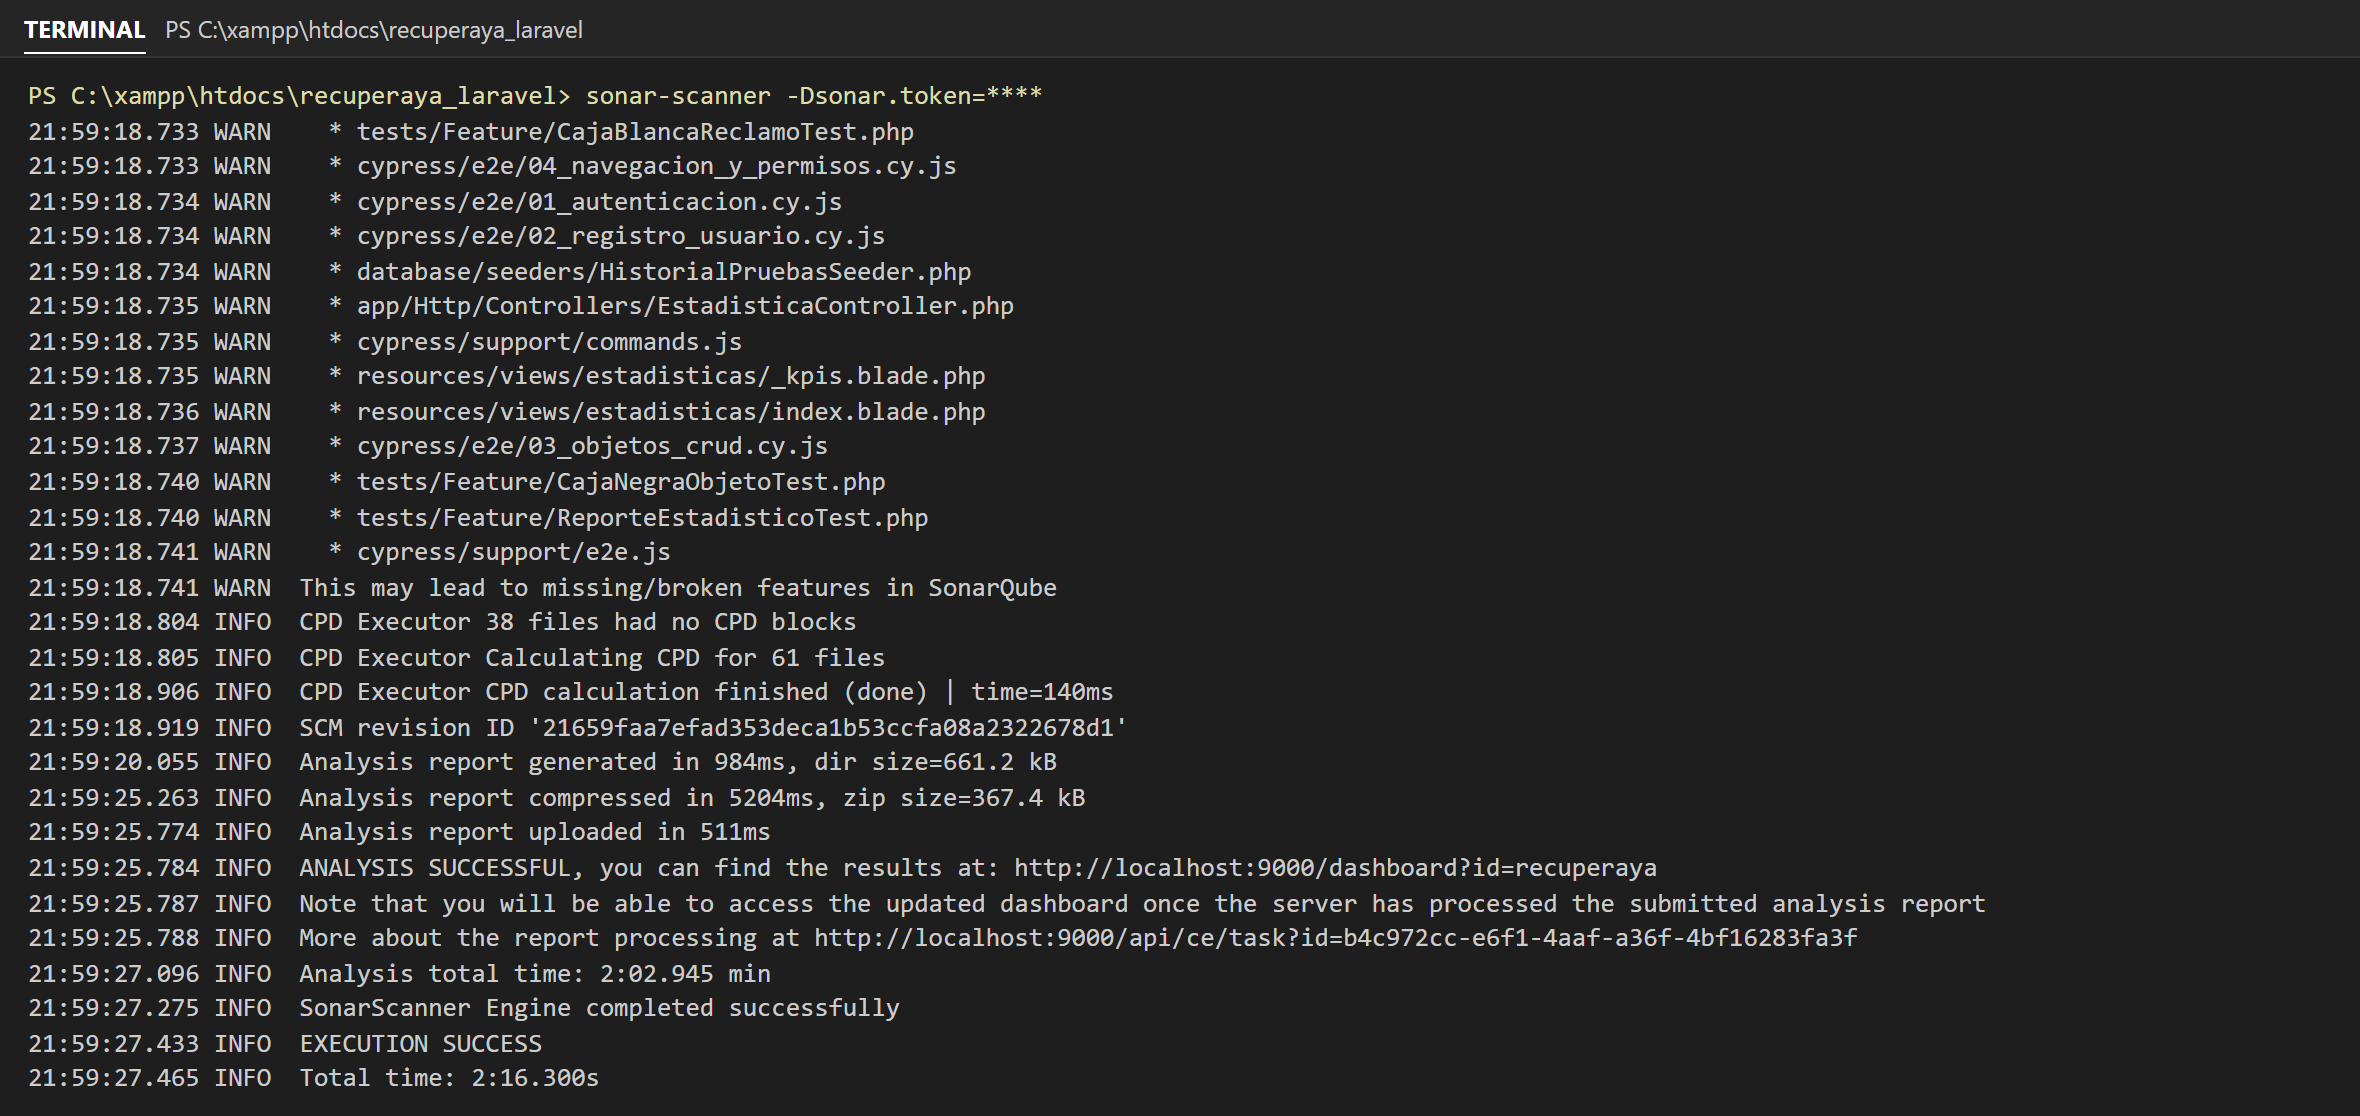 TERMINAL PS C:\xampp\htdocs\recuperaya_laravel
PS C:\xampp\htdocs\recuperaya_laravel> sonar-scanner -Dsonar.token=****
21:59:18.733 WARN    * tests/Feature/CajaBlancaReclamoTest.php
21:59:18.733 WARN    * cypress/e2e/04_navegacion_y_permisos.cy.js
21:59:18.734 WARN    * cypress/e2e/01_autenticacion.cy.js
21:59:18.734 WARN    * cypress/e2e/02_registro_usuario.cy.js
21:59:18.734 WARN    * database/seeders/HistorialPruebasSeeder.php
21:59:18.735 WARN    * app/Http/Controllers/EstadisticaController.php
21:59:18.735 WARN    * cypress/support/commands.js
21:59:18.735 WARN    * resources/views/estadisticas/_kpis.blade.php
21:59:18.736 WARN    * resources/views/estadisticas/index.blade.php
21:59:18.737 WARN    * cypress/e2e/03_objetos_crud.cy.js
21:59:18.740 WARN    * tests/Feature/CajaNegraObjetoTest.php
21:59:18.740 WARN    * tests/Feature/ReporteEstadisticoTest.php
21:59:18.741 WARN    * cypress/support/e2e.js
21:59:18.741 WARN  This may lead to missing/broken features in SonarQube
21:59:18.804 INFO  CPD Executor 38 files had no CPD blocks
21:59:18.805 INFO  CPD Executor Calculating CPD for 61 files
21:59:18.906 INFO  CPD Executor CPD calculation finished (done) | time=140ms
21:59:18.919 INFO  SCM revision ID '21659faa7efad353deca1b53ccfa08a2322678d1'
21:59:20.055 INFO  Analysis report generated in 984ms, dir size=661.2 kB
21:59:25.263 INFO  Analysis report compressed in 5204ms, zip size=367.4 kB
21:59:25.774 INFO  Analysis report uploaded in 511ms
21:59:25.784 INFO  ANALYSIS SUCCESSFUL, you can find the results at: http://localhost:9000/dashboard?id=recuperaya
21:59:25.787 INFO  Note that you will be able to access the updated dashboard once the server has processed the submitted analysis report
21:59:25.788 INFO  More about the report processing at http://localhost:9000/api/ce/task?id=b4c972cc-e6f1-4aaf-a36f-4bf16283fa3f
21:59:27.096 INFO  Analysis total time: 2:02.945 min
21:59:27.275 INFO  SonarScanner Engine completed successfully
21:59:27.433 INFO  EXECUTION SUCCESS
21:59:27.465 INFO  Total time: 2:16.300s